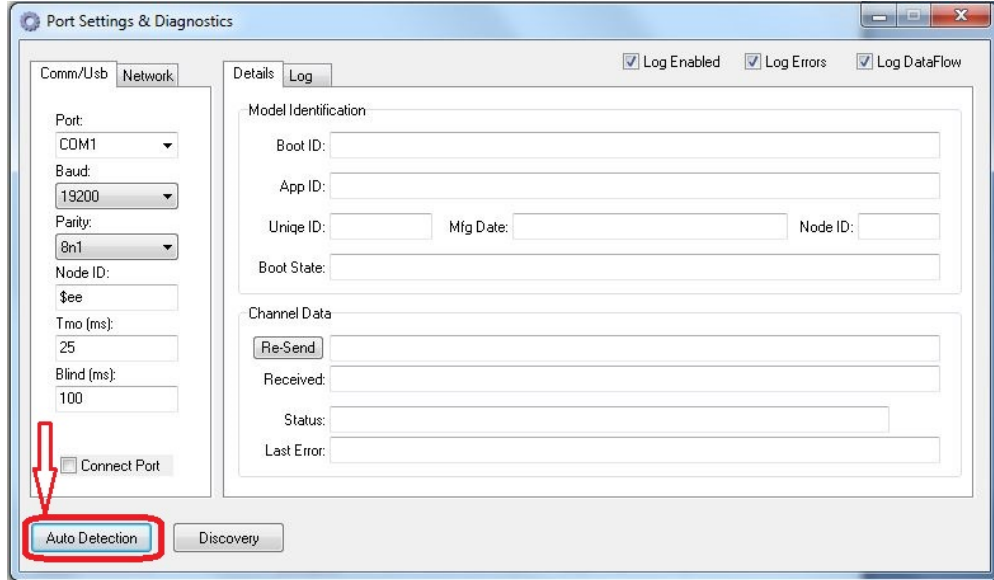 Port Settings & Diagnostics
Comm/Usb Network
Details Log
Log Enabled Log Errors Log DataFlow
Port:
COM1
Baud:
19200
Parity:
8n1
Node ID:
$ee
Tmo (ms):
25
Blind (ms):
100
Connect Port
Model Identification
Boot ID:
App ID:
Uniqe ID: Mfg Date: Node ID:
Boot State:
Channel Data
Re-Send
Received:
Status:
Last Error:
Auto Detection Discovery